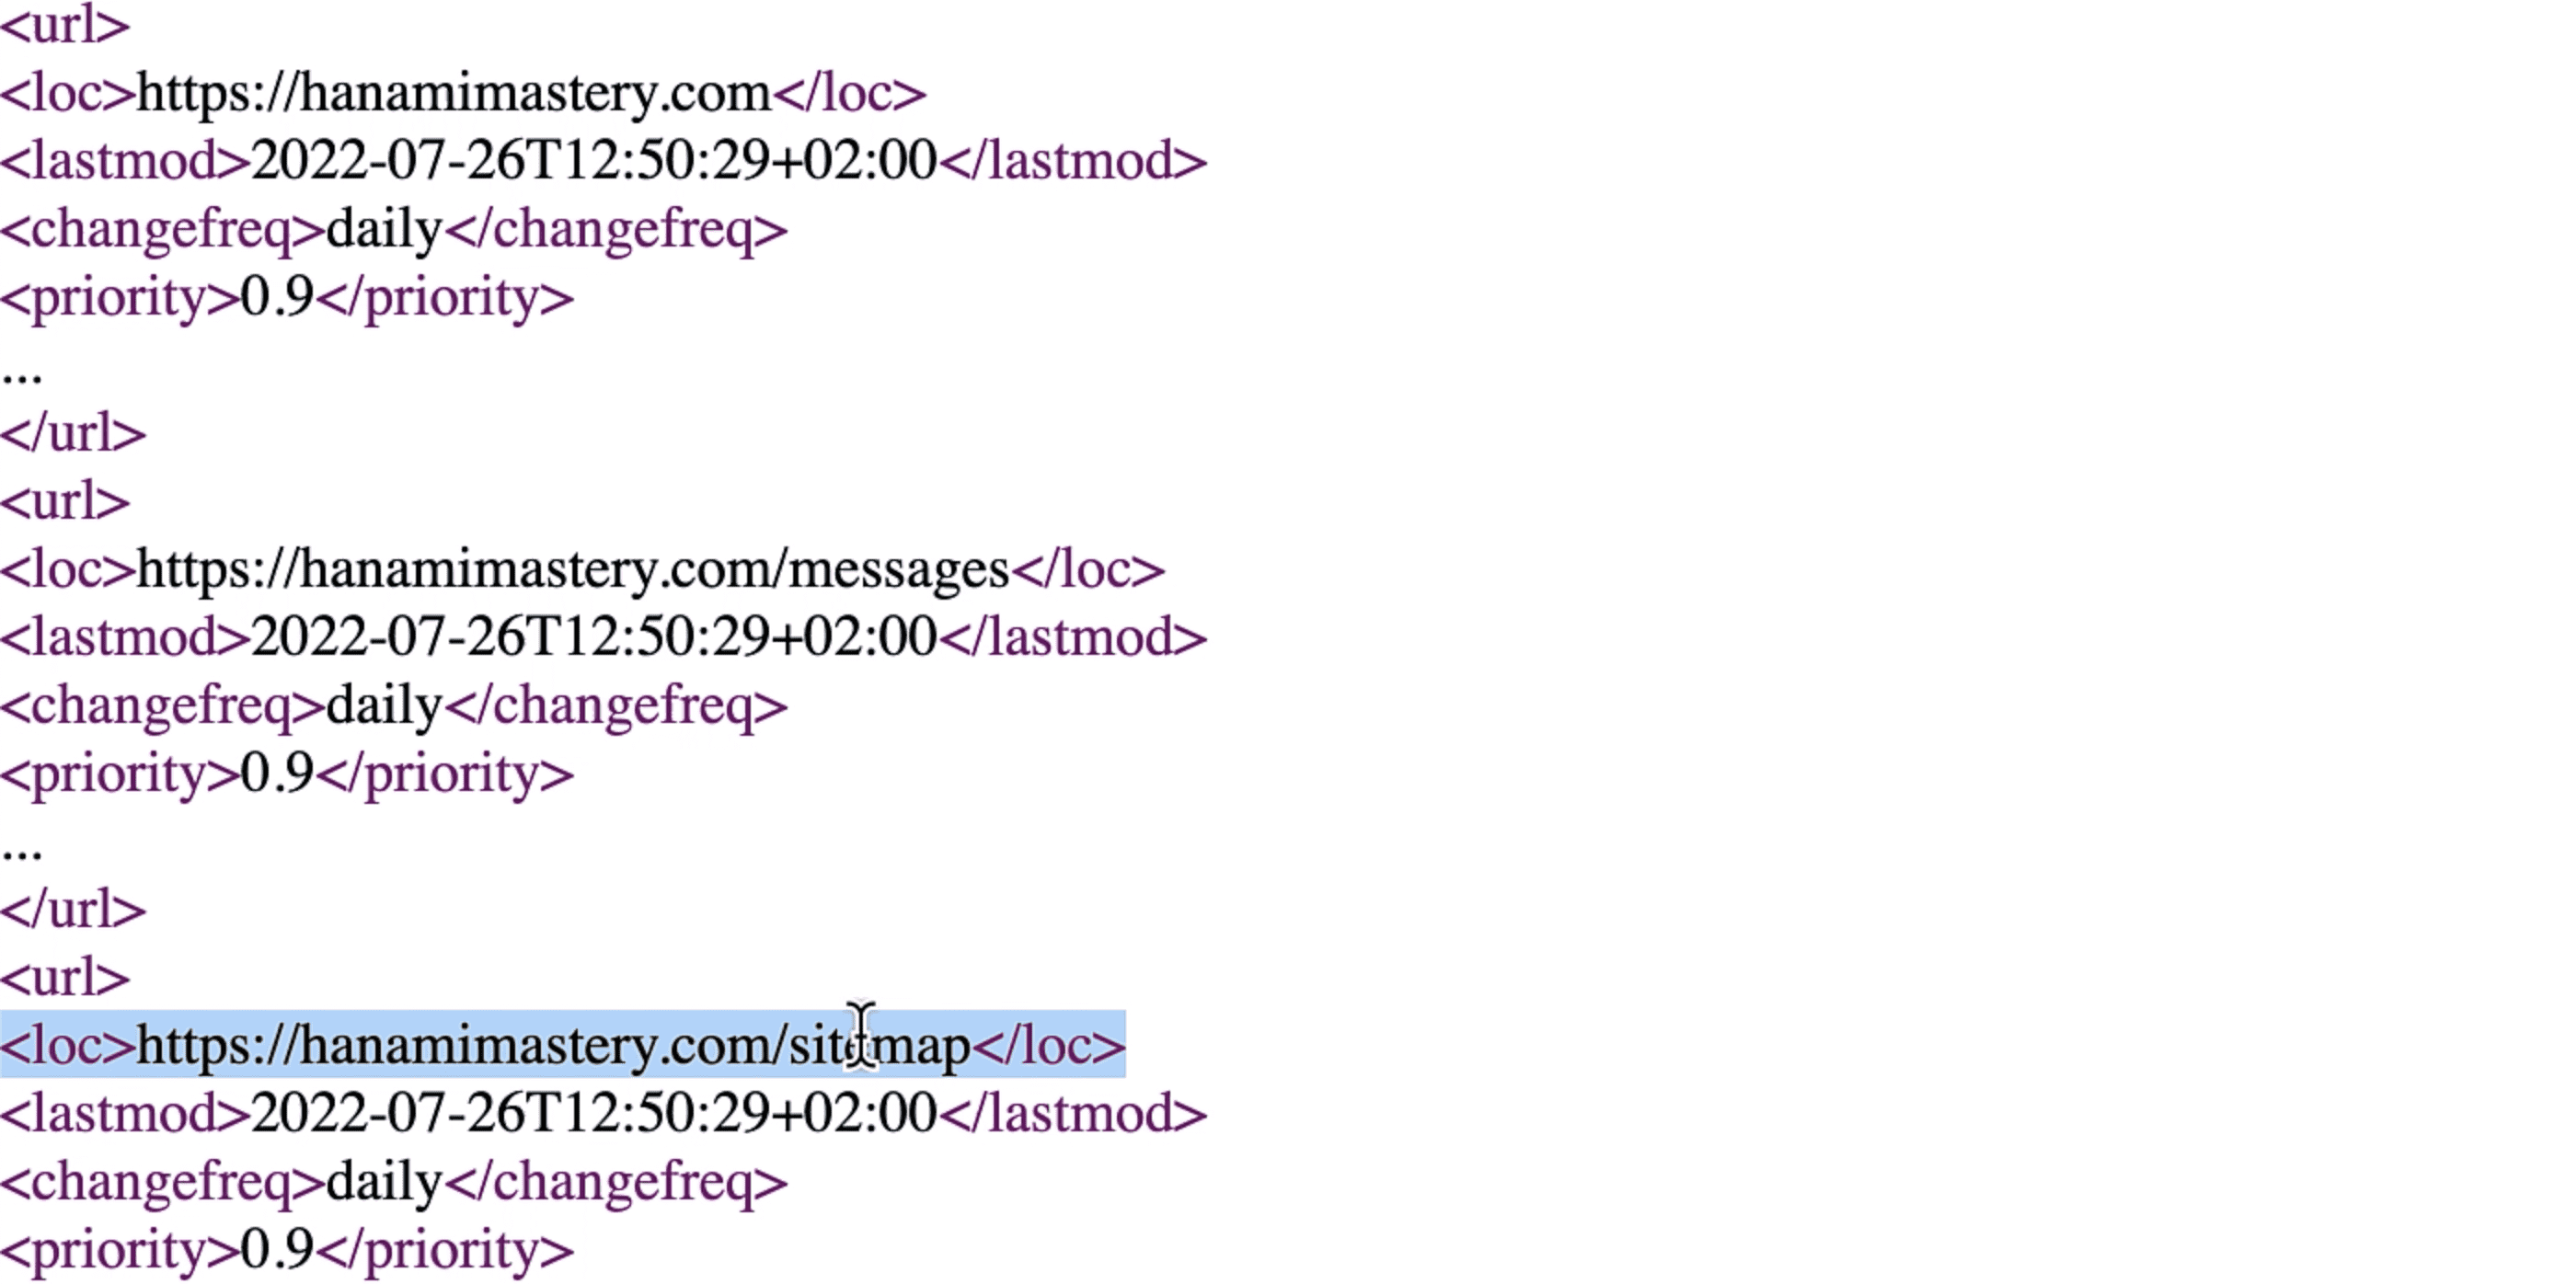 <url>
<loc>https://hanamimastery.com</loc>
<lastmod>2022-07-26T12:50:29+02:00</lastmod>
<changefreq>daily</changefreq>
<priority>0.9</priority>
...
</url>
<url>
<loc>https://hanamimastery.com/messages</loc>
<lastmod>2022-07-26T12:50:29+02:00</lastmod>
<changefreq>daily</changefreq>
<priority>0.9</priority>
...
</url>
<url>
<loc>https://hanamimastery.com/sitemap</loc>
<lastmod>2022-07-26T12:50:29+02:00</lastmod>
<changefreq>daily</changefreq>
<priority>0.9</priority>